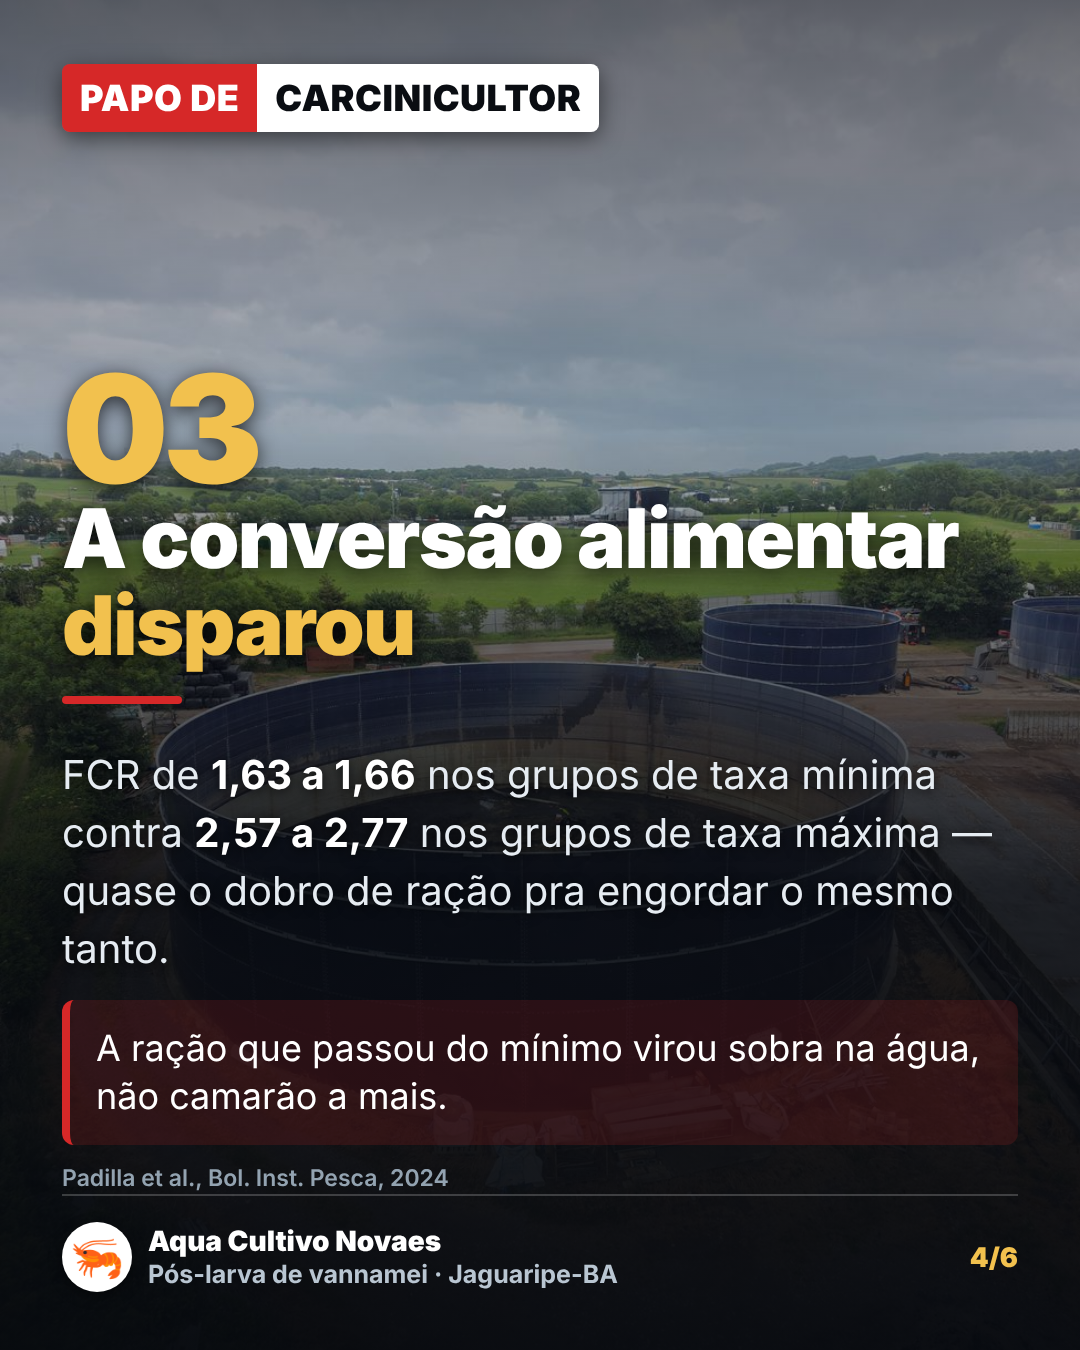 PAPO DE CARCINICULTOR
03
A conversão alimentar
disparou
FCR de 1,63 a 1,66 nos grupos de taxa mínima
contra 2,57 a 2,77 nos grupos de taxa máxima —
quase o dobro de ração pra engordar o mesmo
tanto.
A ração que passou do mínimo virou sobra na água,
não camarão a mais.
Padilla et al., Bol. Inst. Pesca, 2024
Aqua Cultivo Novaes
Pós-larva de vannamei · Jaguaripe-BA
4/6